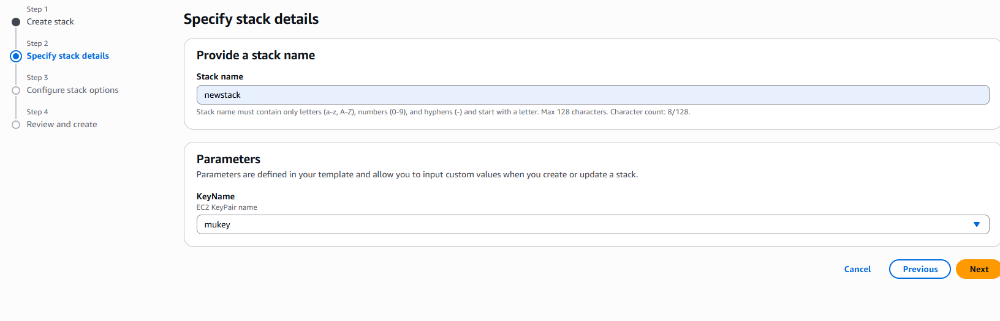 Step 1
Create stack
Step 2
Specify stack details
Step 3
Configure stack options
Step 4
Review and create
Specify stack details
Provide a stack name
Stack name
newstack
Stack name must contain only letters (a-z, A-Z), numbers (0-9), and hyphens (-) and start with a letter. Max 128 characters. Character count: 8/128.
Parameters
Parameters are defined in your template and allow you to input custom values when you create or update a stack.
KeyName
EC2 KeyPair name
mukey
Cancel
Previous
Next